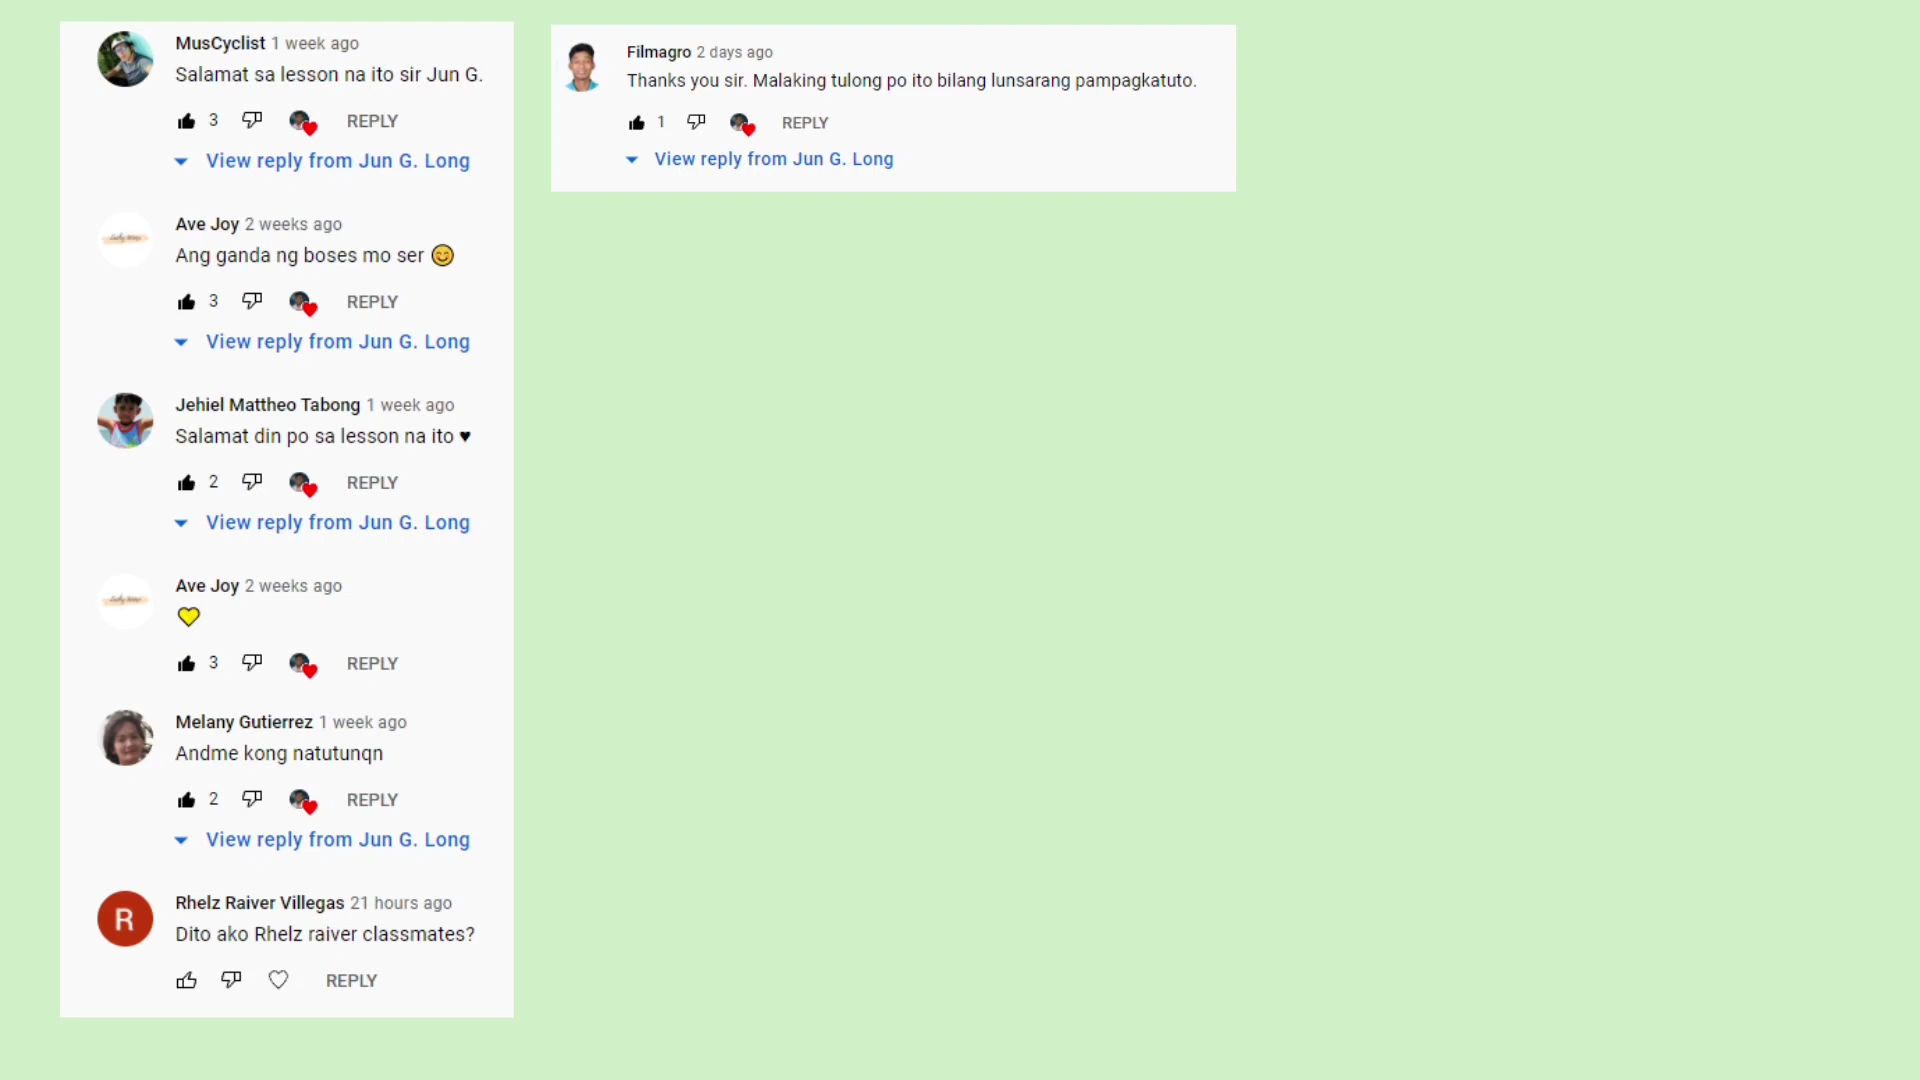 MusCyclist 1 week ago
Salamat sa lesson na ito sir Jun G.
3 REPLY
View reply from Jun G. Long
Ave Joy 2 weeks ago
Ang ganda ng boses mo ser 😊
3 REPLY
View reply from Jun G. Long
Jehiel Mattheo Tabong 1 week ago
Salamat din po sa lesson na ito ♥
2 REPLY
View reply from Jun G. Long
Ave Joy 2 weeks ago
💛
3 REPLY
Melany Gutierrez 1 week ago
Andme kong natutunqn
2 REPLY
View reply from Jun G. Long
R
Rhelz Raiver Villegas 21 hours ago
Dito ako Rhelz raiver classmates?
REPLY
Filmagro 2 days ago
Thanks you sir. Malaking tulong po ito bilang lunsarang pampagkatuto.
1 REPLY
View reply from Jun G. Long